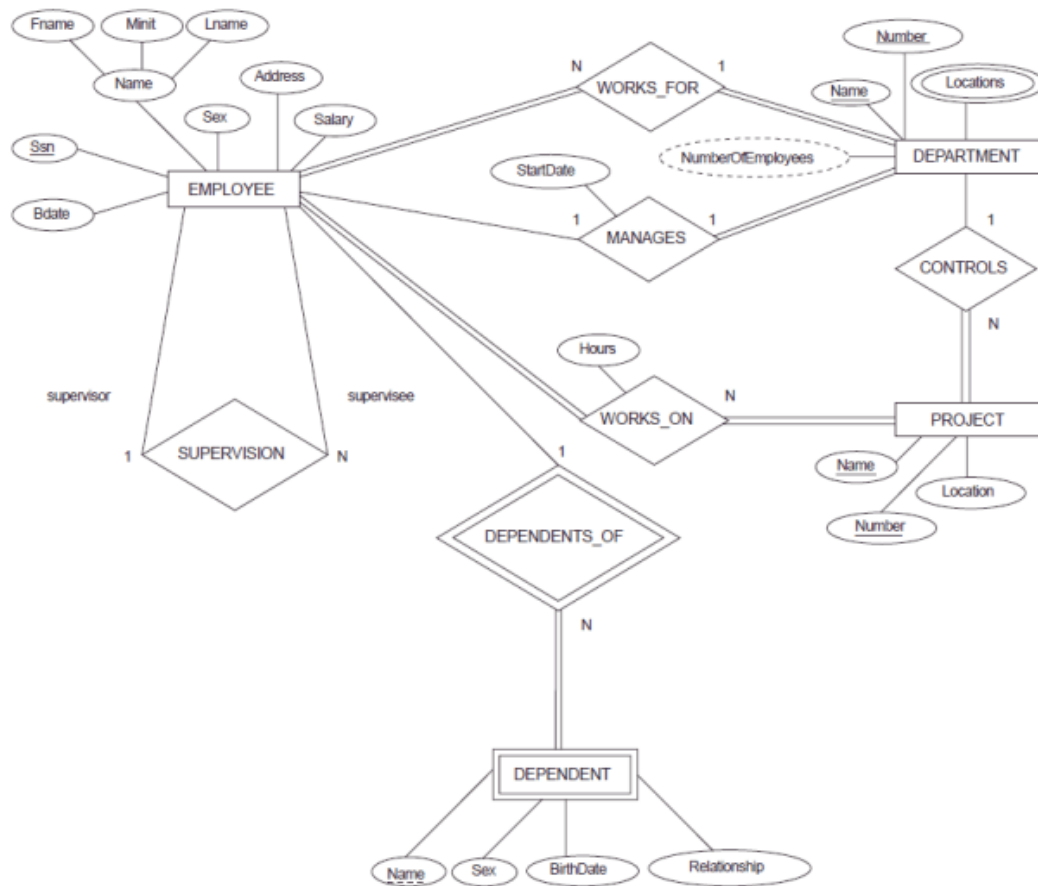 Fname
Minit
Lname
Name
Address
Sex
Salary
Ssn
Bdate
EMPLOYEE
N
WORKS_FOR
1
Number
Name
Locations
NumberOfEmployees
DEPARTMENT
StartDate
1
MANAGES
1
1
CONTROLS
N
supervisor
supervisee
1
SUPERVISION
N
Hours
WORKS_ON
N
PROJECT
Name
Number
Location
1
DEPENDENTS_OF
N
DEPENDENT
Name
Sex
BirthDate
Relationship